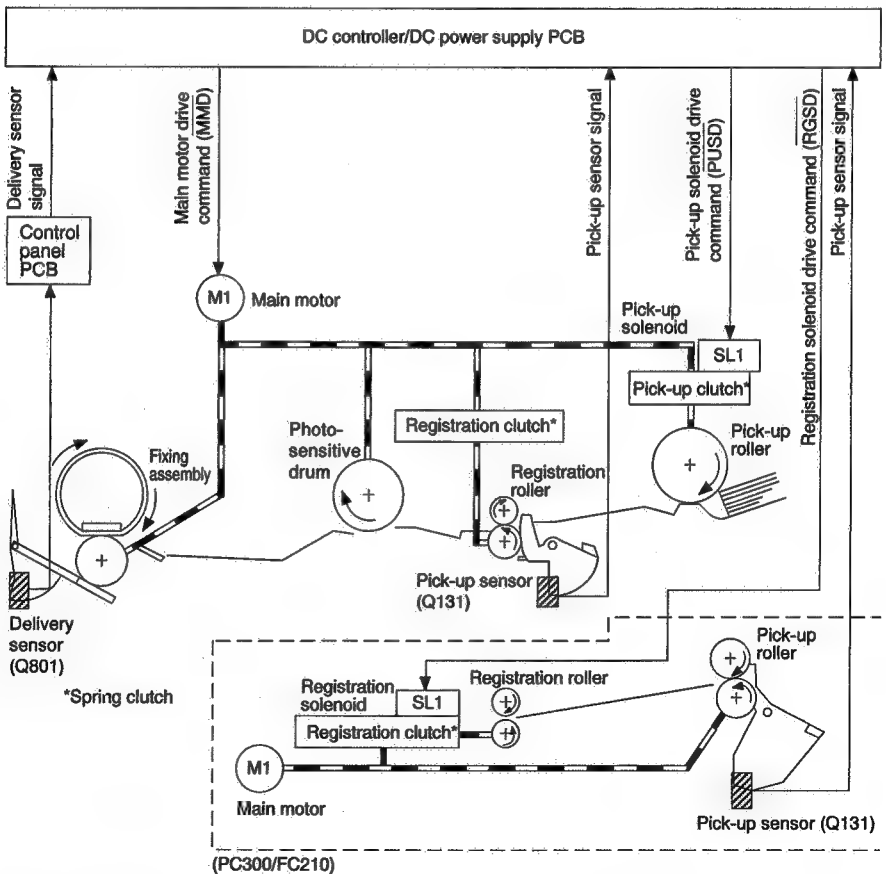 DC controller/DC power supply PCB
Delivery sensor
signal
Main motor drive
command (MMD)
Pick-up sensor signal
Pick-up solenoid drive
command (PUSD)
Registration solenoid drive command (RGSD)
Pick-up sensor signal
Control
panel
PCB
M1
Main motor
Pick-up
solenoid
SL1
Pick-up clutch*
Registration clutch*
Photo-
sensitive
drum
Fixing
assembly
Pick-up
roller
Registration
roller
Pick-up sensor
(Q131)
Delivery
sensor
(Q801)
*Spring clutch
Pick-up
roller
Registration
solenoid
SL1
Registration roller
Registration clutch*
M1
Main motor
Pick-up sensor (Q131)
(PC300/FC210)